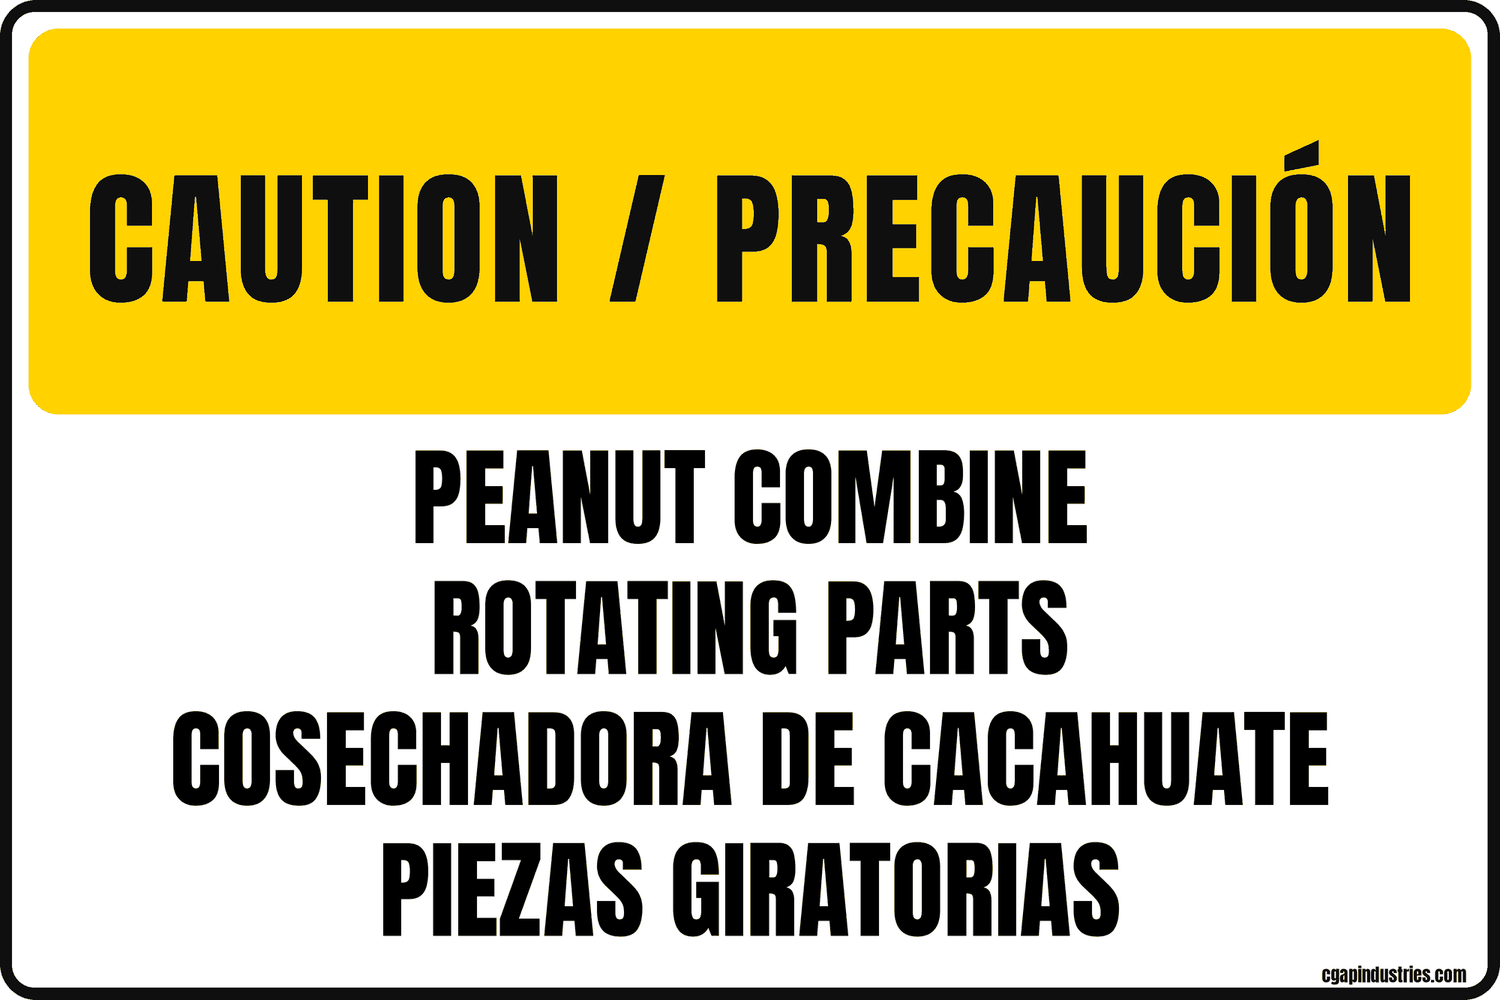 CAUTION / PRECAUCIÓN
PEANUT COMBINE
ROTATING PARTS
COSECHADORA DE CACAHUATE
PIEZAS GIRATORIAS
cgapindustries.com